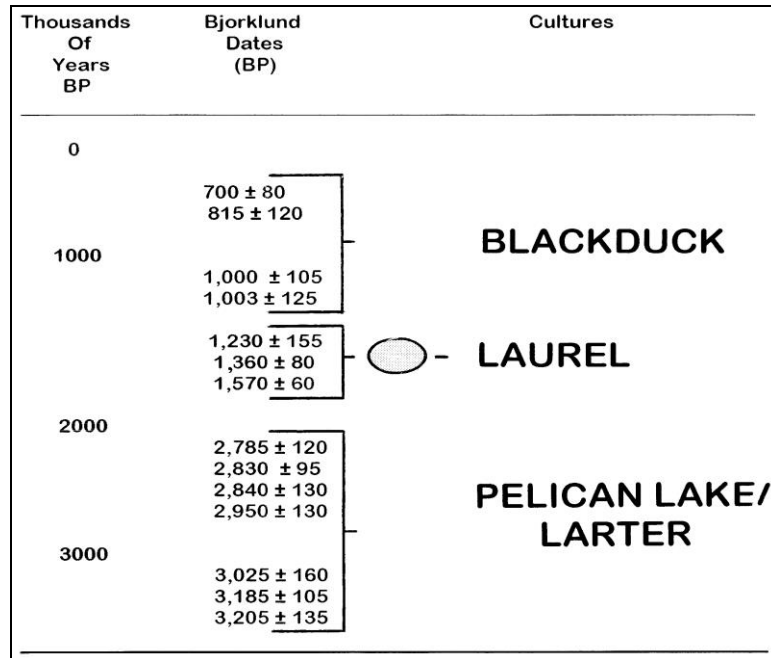 Thousands Of Years BP
Bjorklund Dates (BP)
Cultures
0
700 ± 80
815 ± 120
BLACKDUCK
1000
1,000 ± 105
1,003 ± 125
1,230 ± 155
1,360 ± 80
LAUREL
1,570 ± 60
2000
2,785 ± 120
2,830 ± 95
2,840 ± 130
PELICAN LAKE/
2,950 ± 130
LARTER
3000
3,025 ± 160
3,185 ± 105
3,205 ± 135